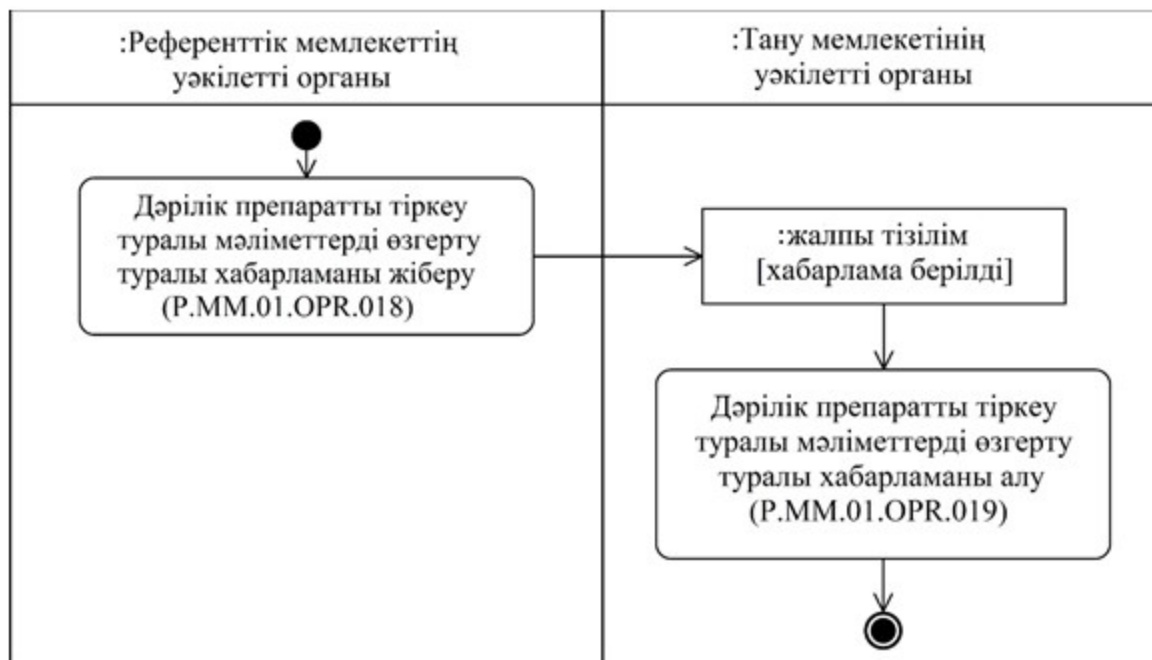 :Референттік мемлекеттің
уәкілетті органы
:Тану мемлекетінің
уәкілетті органы
Дәрілік препаратты тіркеу
туралы мәліметтерді өзгерту
туралы хабарламаны жіберу
(P.MM.01.OPR.018)
:жалпы тізілім
[хабарлама берілді]
Дәрілік препаратты тіркеу
туралы мәліметтерді өзгерту
туралы хабарламаны алу
(P.MM.01.OPR.019)